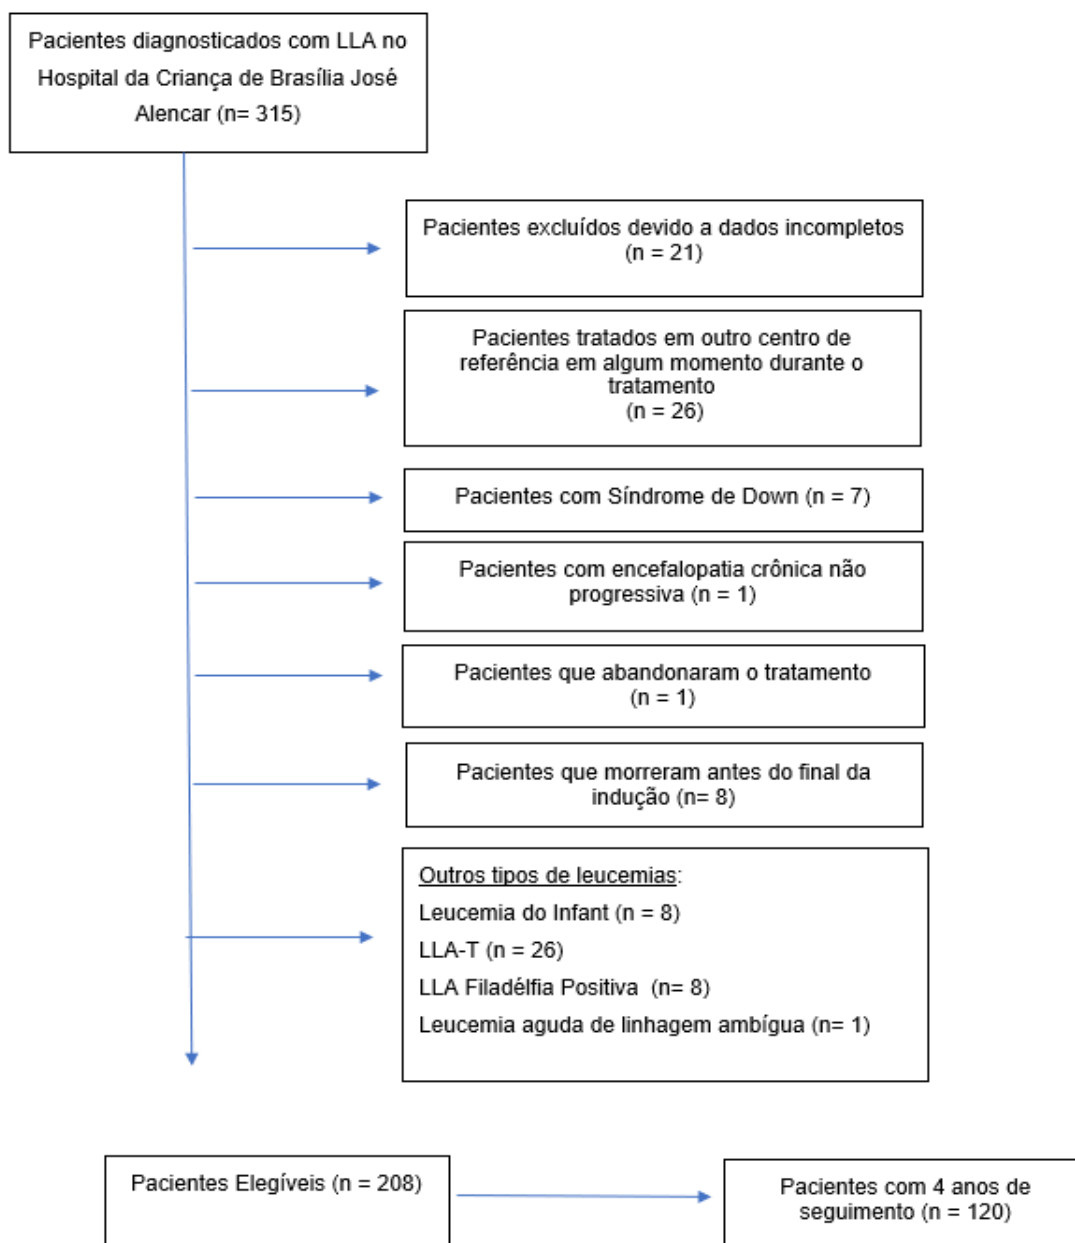 Pacientes diagnosticados com LLA no
Hospital da Criança de Brasília José
Alencar (n= 315)
Pacientes excluídos devido a dados incompletos
(n = 21)
Pacientes tratados em outro centro de
referência em algum momento durante o
tratamento
(n = 26)
Pacientes com Síndrome de Down (n = 7)
Pacientes com encefalopatia crônica não
progressiva (n = 1)
Pacientes que abandonaram o tratamento
(n = 1)
Pacientes que morreram antes do final da
indução (n= 8)
Outros tipos de leucemias:
Leucemia do Infant (n = 8)
LLA-T (n = 26)
LLA Filadélfia Positiva  (n= 8)
Leucemia aguda de linhagem ambígua (n= 1)
Pacientes Elegíveis (n = 208)
Pacientes com 4 anos de
seguimento (n = 120)